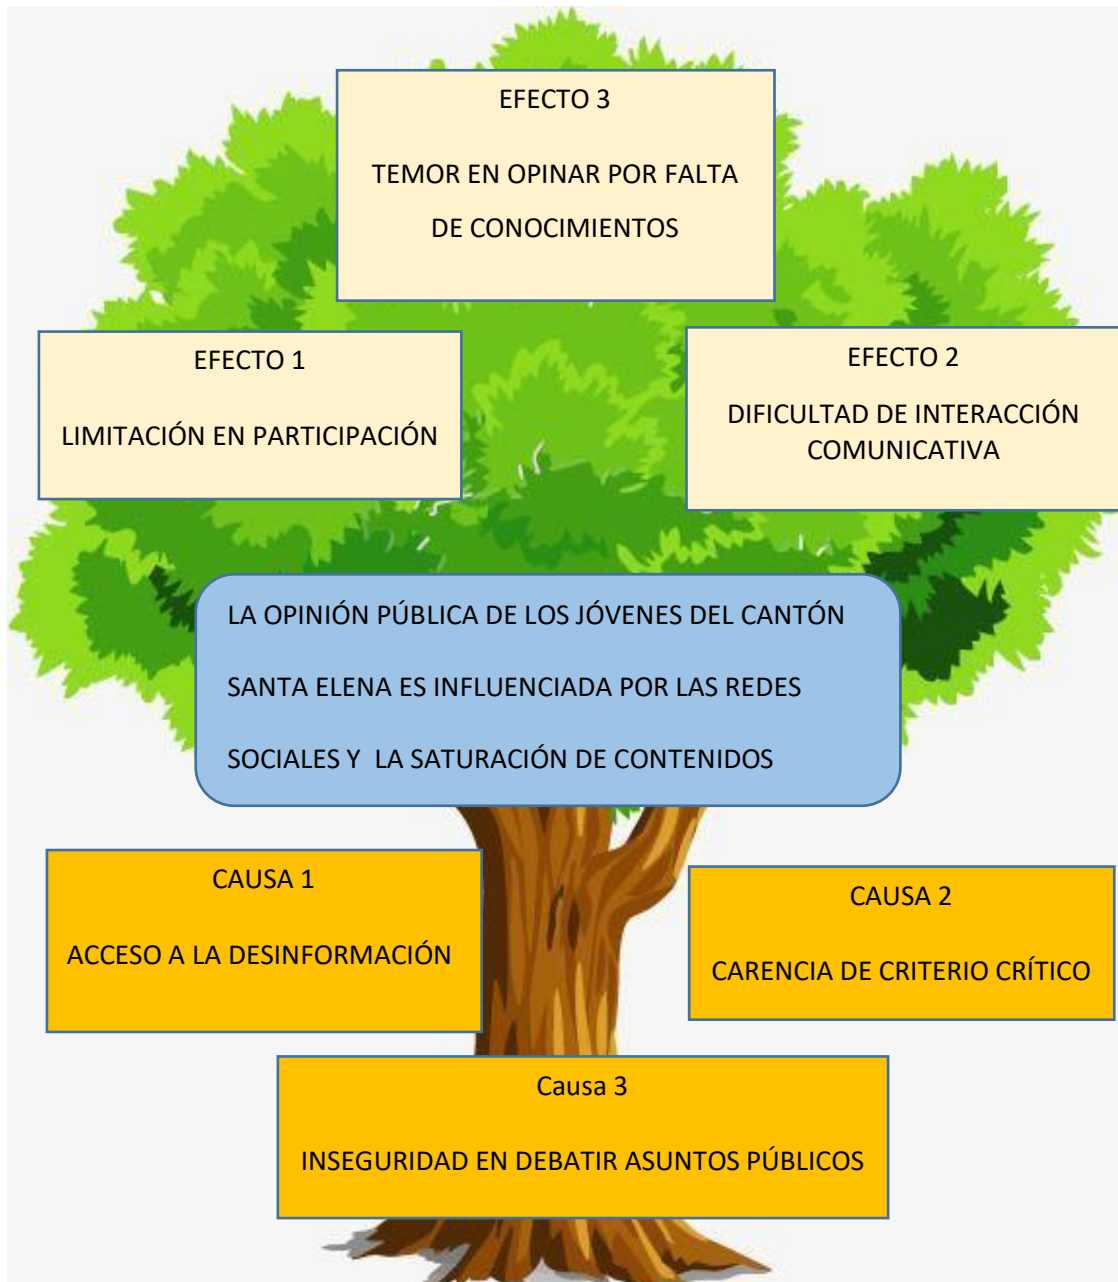 EFECTO 3
TEMOR EN OPINAR POR FALTA
DE CONOCIMIENTOS
EFECTO 1
LIMITACIÓN EN PARTICIPACIÓN
EFECTO 2
DIFICULTAD DE INTERACCIÓN
COMUNICATIVA
LA OPINIÓN PÚBLICA DE LOS JÓVENES DEL CANTÓN
SANTA ELENA ES INFLUENCIADA POR LAS REDES
SOCIALES Y LA SATURACIÓN DE CONTENIDOS
CAUSA 1
ACCESO A LA DESINFORMACIÓN
CAUSA 2
CARENCIA DE CRITERIO CRÍTICO
Causa 3
INSEGURIDAD EN DEBATIR ASUNTOS PÚBLICOS